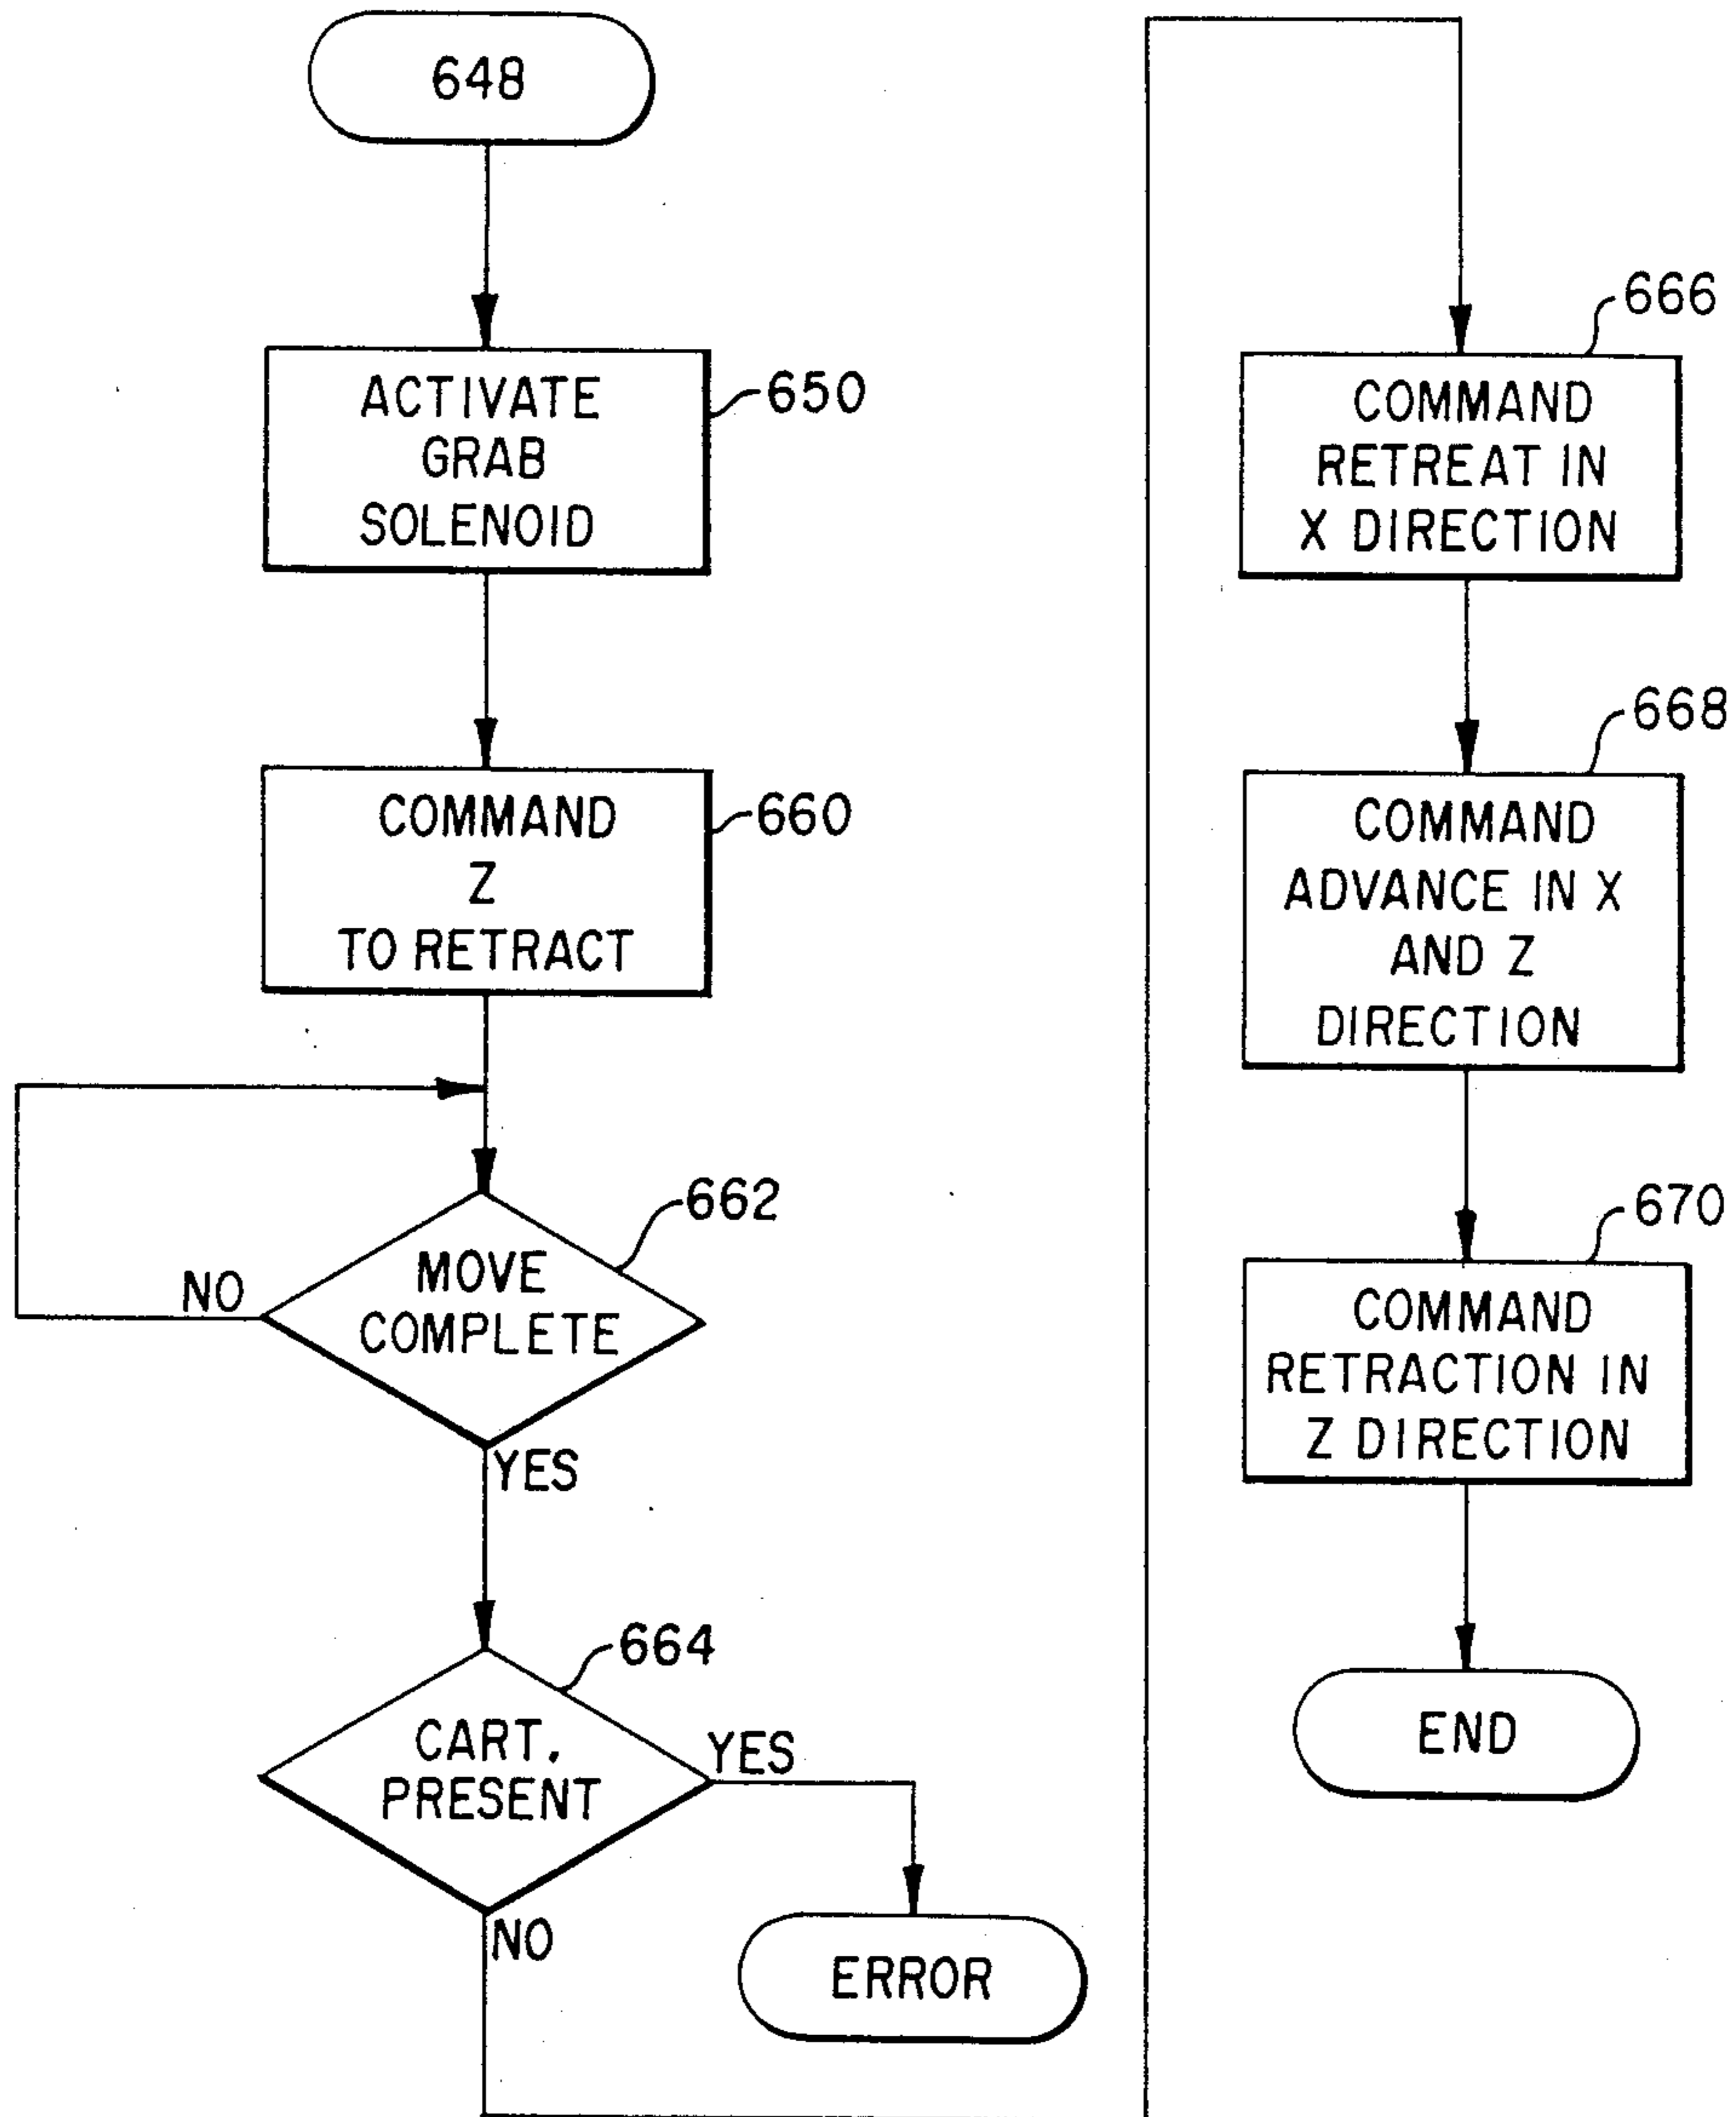 648
ACTIVATE
GRAB
SOLENOID
650
COMMAND
Z
TO RETRACT
660
MOVE
COMPLETE
662
NO
YES
CART.
PRESENT
664
YES
NO
ERROR
COMMAND
RETREAT IN
X DIRECTION
666
COMMAND
ADVANCE IN X
AND Z
DIRECTION
668
COMMAND
RETRACTION IN
Z DIRECTION
670
END